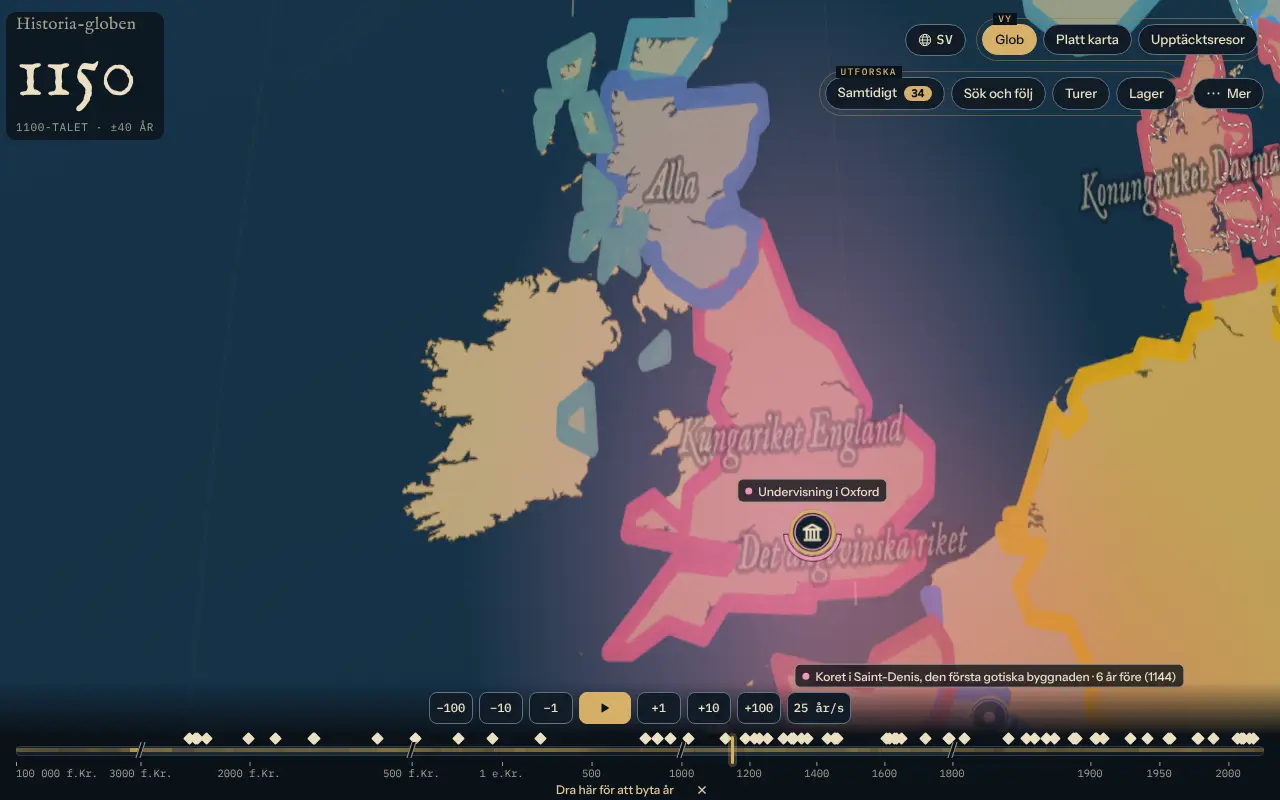 Historia-globen
1150
1100-TALET · ±40 ÅR
VY
SV
Glob
Platt karta
Upptäcktsresor
UTFORSKA
Samtidigt 34
Sök och följ
Turer
Lager
··· Mer
Alba
Konungariket Danma
Kungariket England
Undervisning i Oxford
Det angevinska riket
Koret i Saint-Denis, den första gotiska byggnaden · 6 år före (1144)
−100
−10
−1
+1
+10
+100
25 år/s
100 000 f.Kr.
3000 f.Kr.
2000 f.Kr.
500 f.Kr.
1 e.Kr.
500
1000
1200
1400
1600
1800
1900
1950
2000
Dra här för att byta år ✕